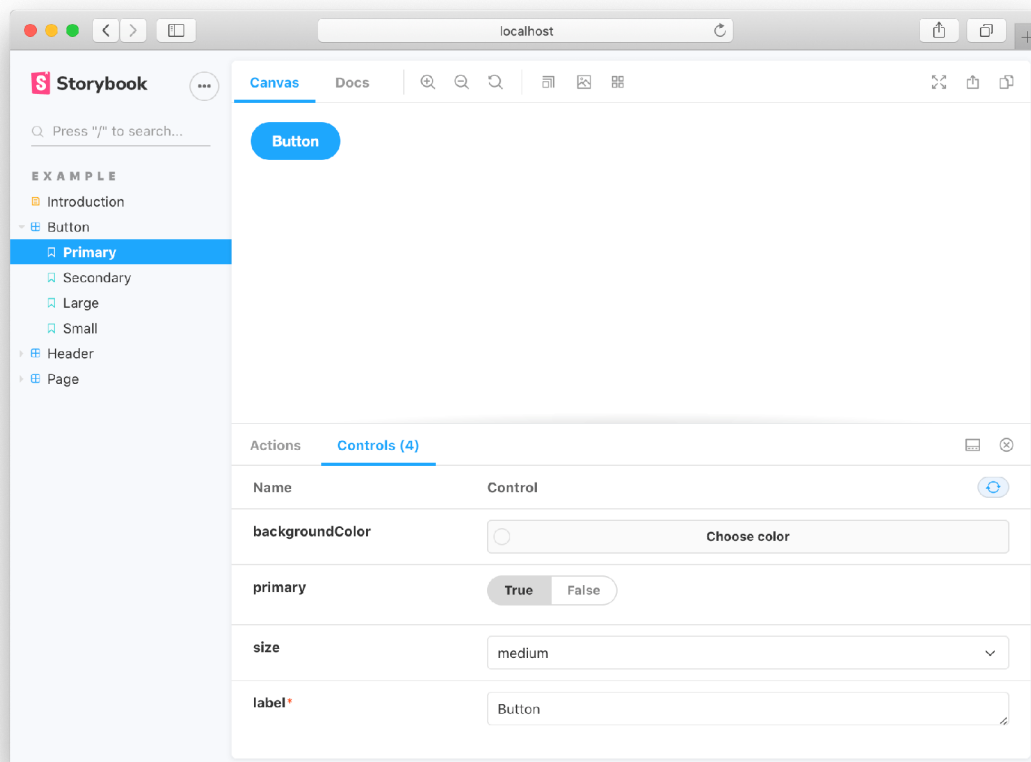 localhost
Storybook
Press "/" to search...
EXAMPLE
Introduction
Button
Primary
Secondary
Large
Small
Header
Page
Canvas
Docs
Button
Actions
Controls (4)
Name
Control
backgroundColor
Choose color
primary
True
False
size
medium
label*
Button